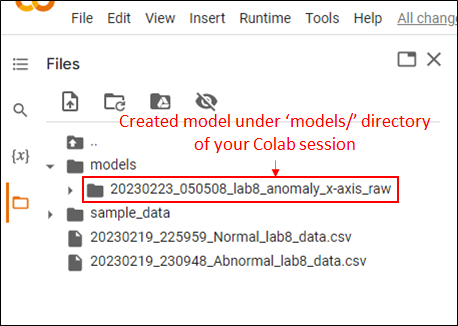 File Edit View Insert Runtime Tools Help All change
Files
{x}
..
Created model under ‘models/’ directory
of your Colab session
models
20230223_050508_lab8_anomaly_x-axis_raw
sample_data
20230219_225959_Normal_lab8_data.csv
20230219_230948_Abnormal_lab8_data.csv